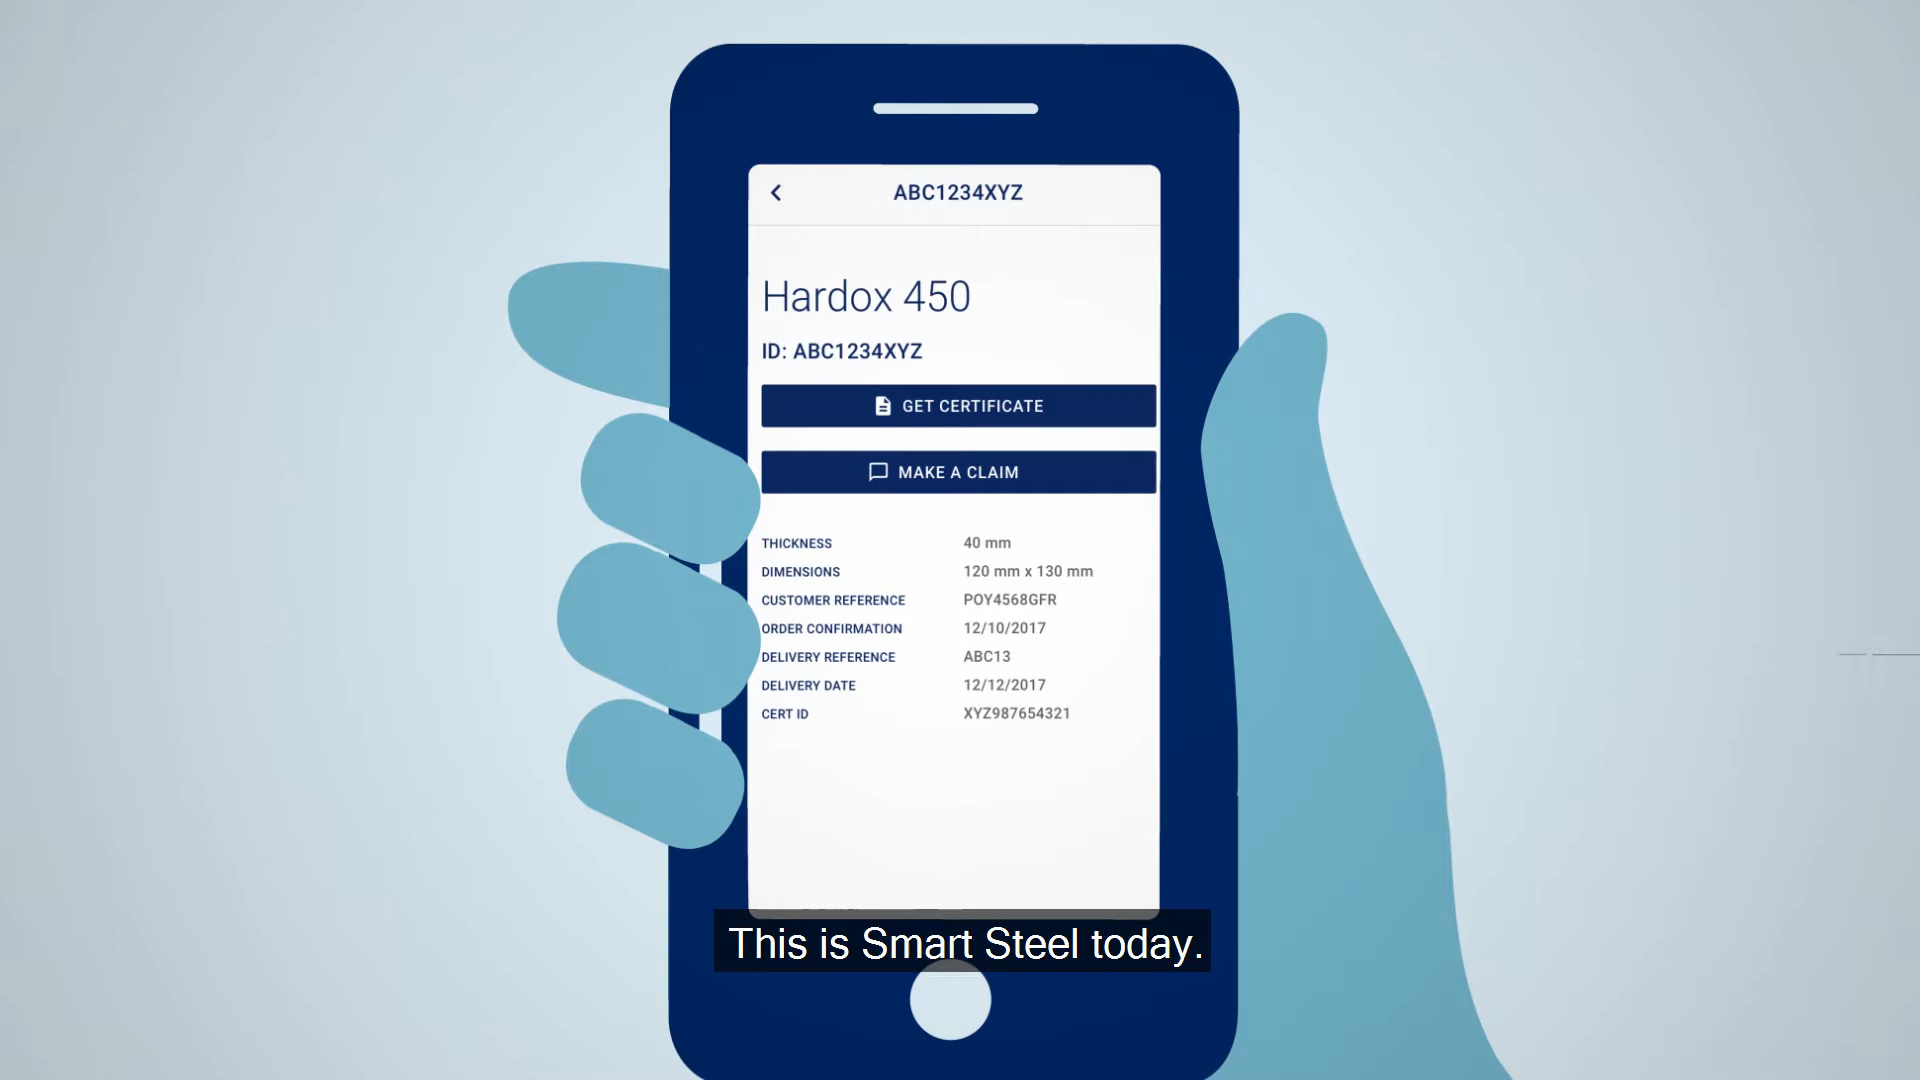 ABC1234XYZ
Hardox 450
ID: ABC1234XYZ
GET CERTIFICATE
MAKE A CLAIM
THICKNESS 40 mm
DIMENSIONS 120 mm x 130 mm
CUSTOMER REFERENCE POY4568GFR
ORDER CONFIRMATION 12/10/2017
DELIVERY REFERENCE ABC13
DELIVERY DATE 12/12/2017
CERT ID XYZ987654321
This is Smart Steel today.